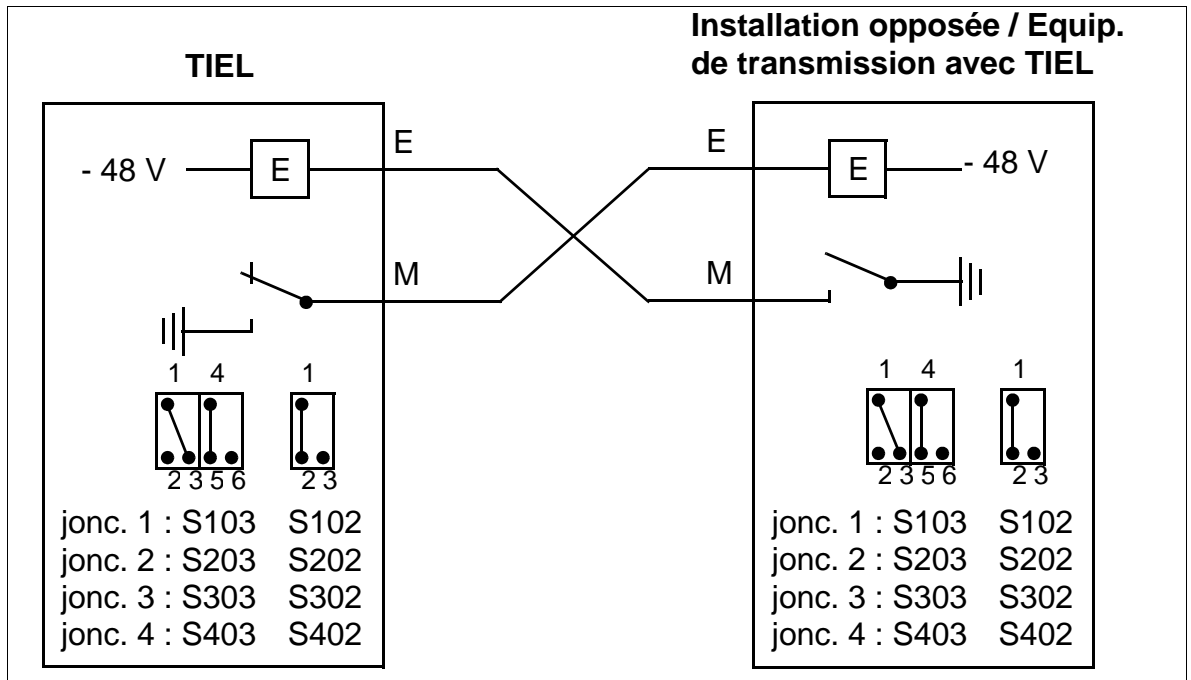 TIEL
Installation opposée / Equip.
de transmission avec TIEL
- 48 V
E
E
E
E
- 48 V
M
M
1 4 1
2 3 5 6 2 3
jonc. 1 : S103 S102
jonc. 2 : S203 S202
jonc. 3 : S303 S302
jonc. 4 : S403 S402
1 4 1
2 3 5 6 2 3
jonc. 1 : S103 S102
jonc. 2 : S203 S202
jonc. 3 : S303 S302
jonc. 4 : S403 S402